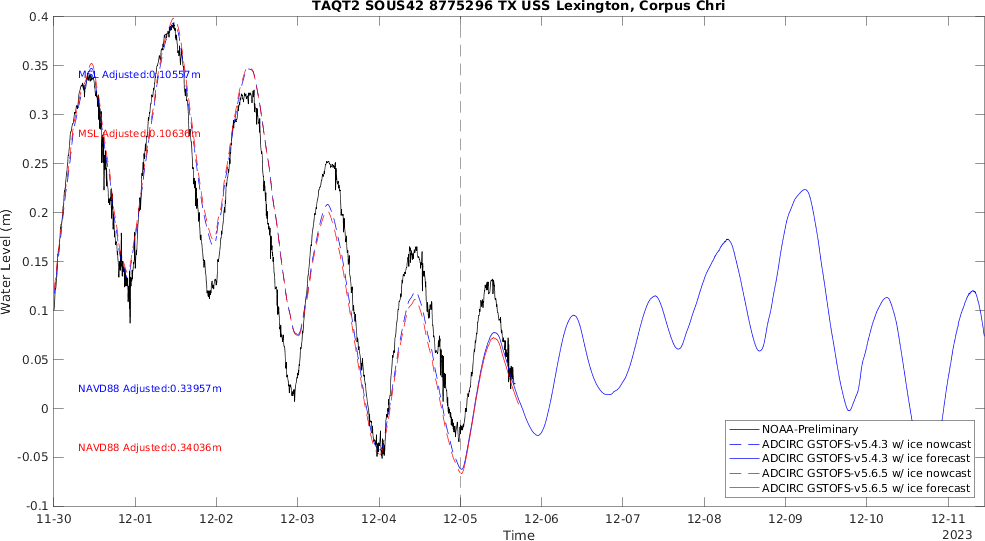 TAQT2 SOUS42 8775296 TX USS Lexington, Corpus Chri
0.4
0.35
0.3
0.25
0.2
0.15
0.1
0.05
0
-0.05
-0.1
Water Level (m)
MSL Adjusted:0.10557m
MSL Adjusted:0.10636m
NAVD88 Adjusted:0.33957m
NAVD88 Adjusted:0.34036m
NOAA-Preliminary
ADCIRC GSTOFS-v5.4.3 w/ ice nowcast
ADCIRC GSTOFS-v5.4.3 w/ ice forecast
ADCIRC GSTOFS-v5.6.5 w/ ice nowcast
ADCIRC GSTOFS-v5.6.5 w/ ice forecast
11-30 12-01 12-02 12-03 12-04 12-05 12-06 12-07 12-08 12-09 12-10 12-11
Time
2023